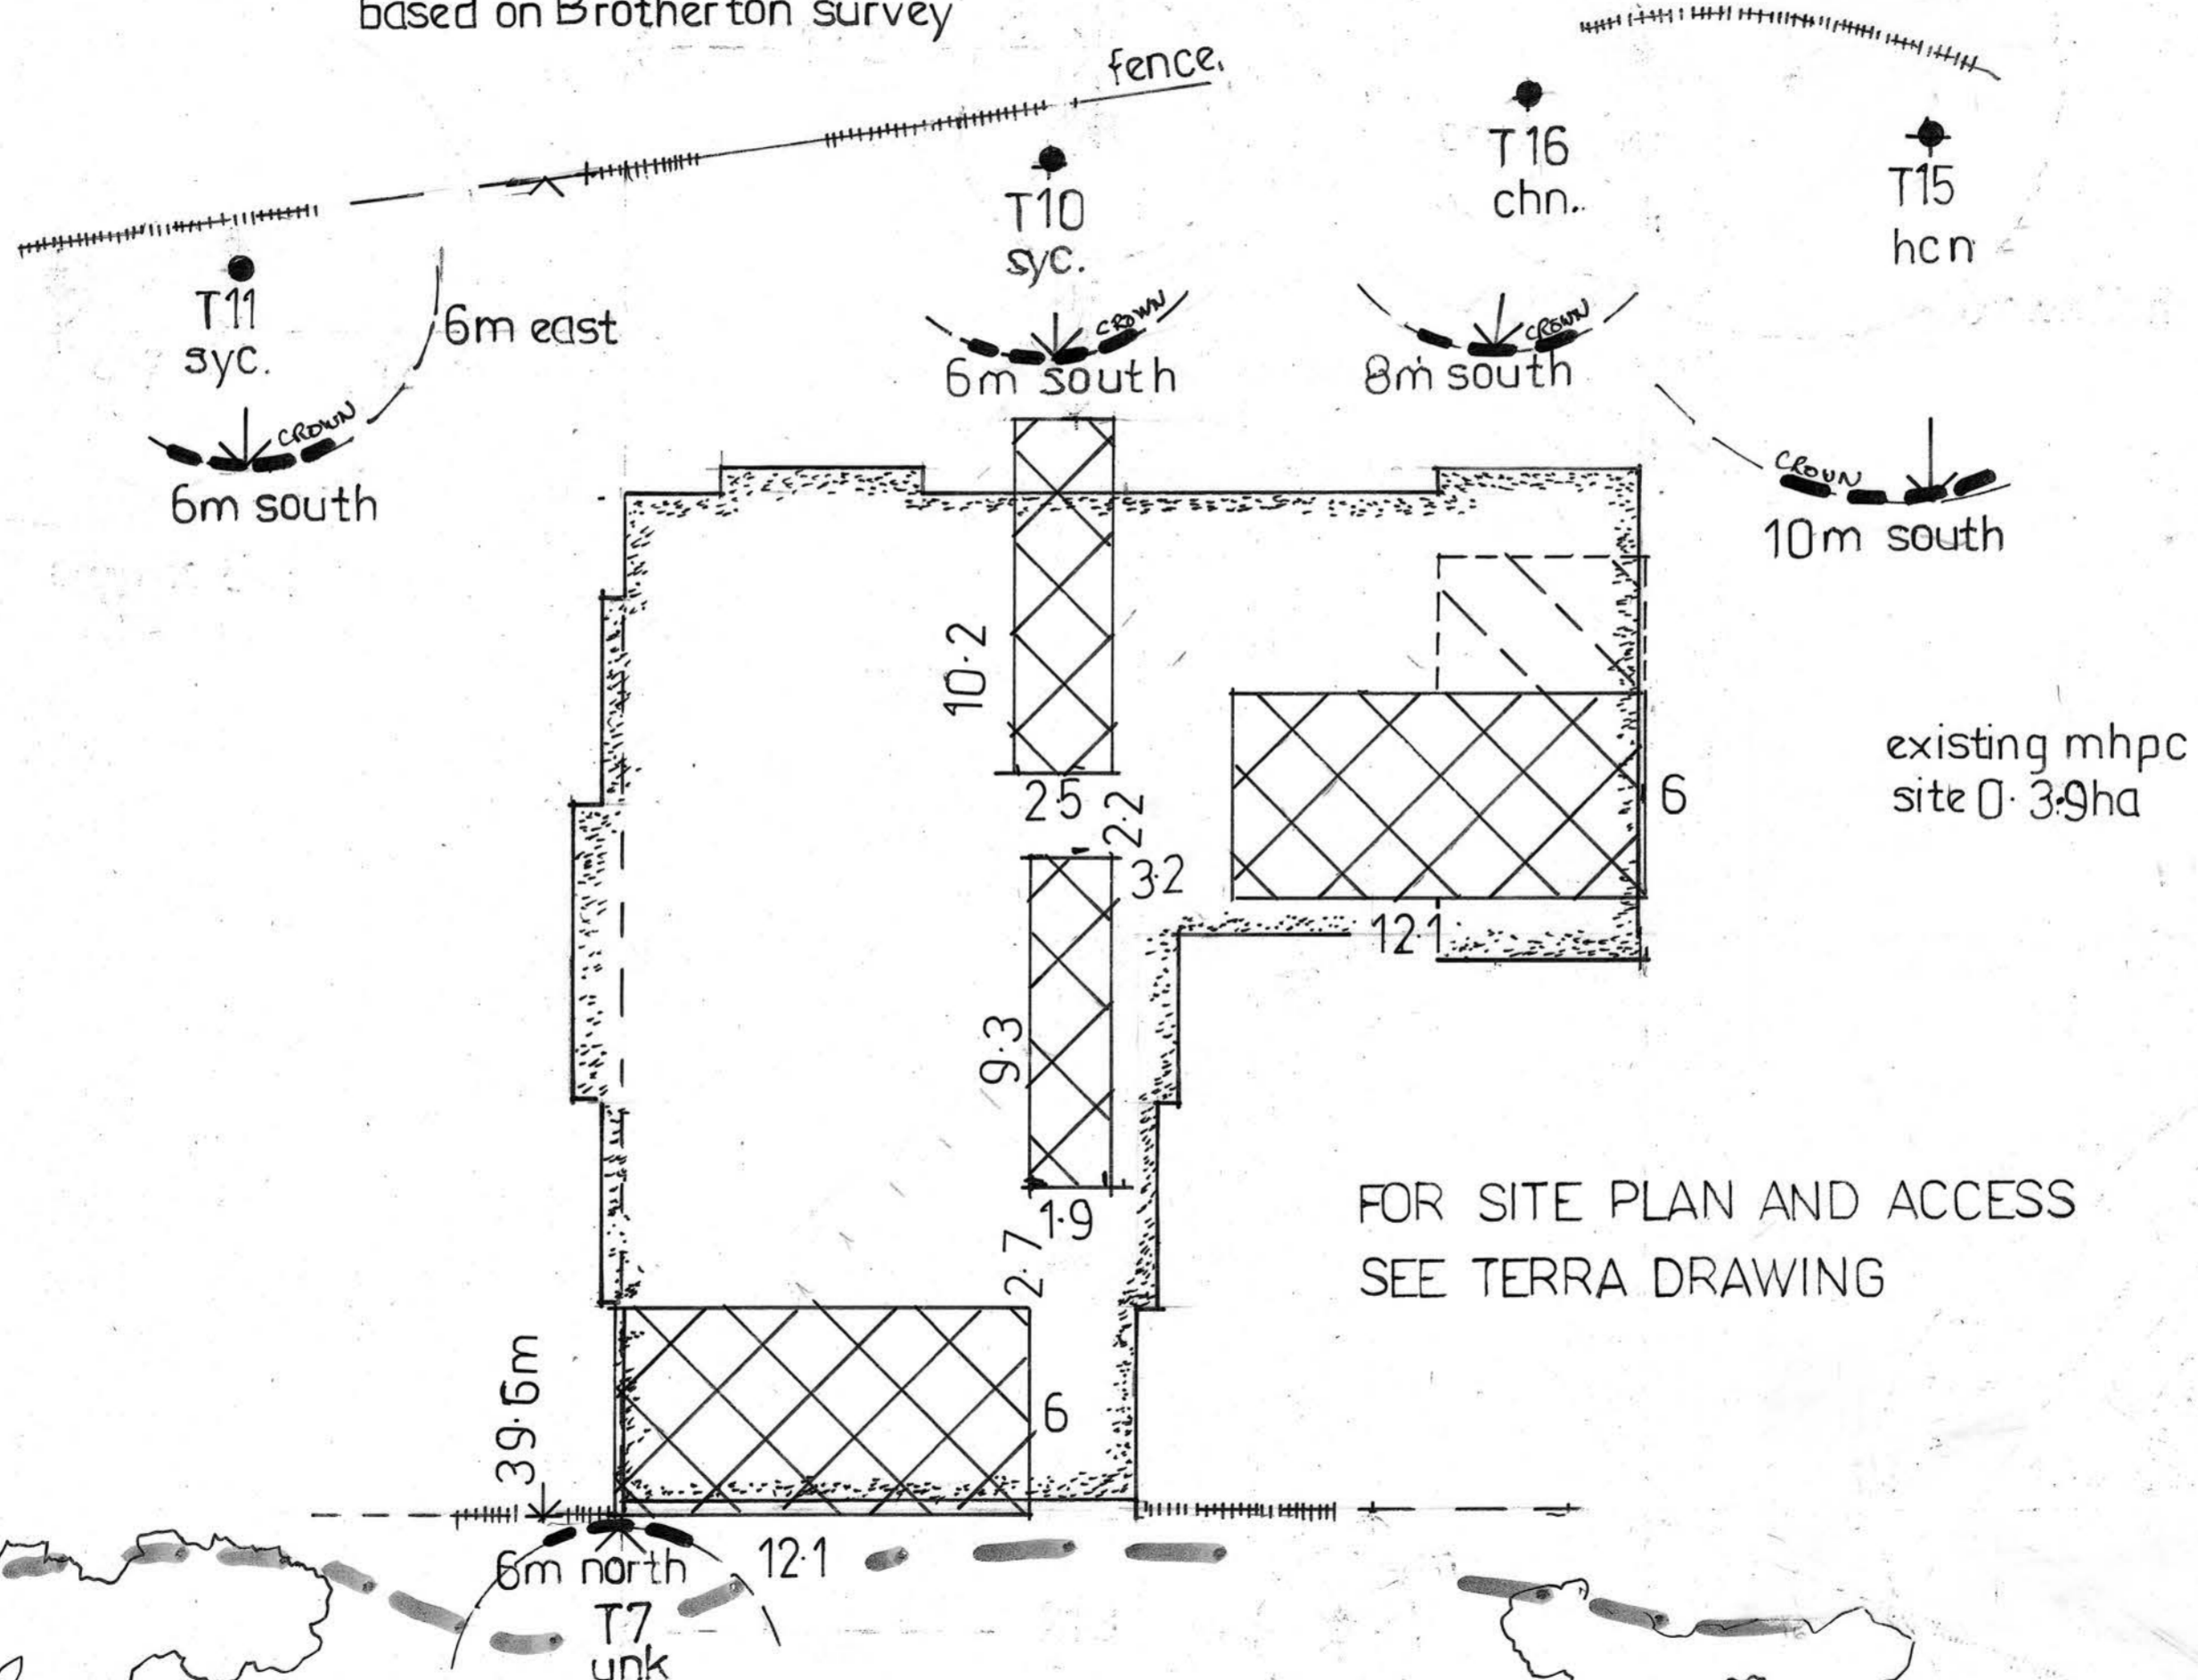 based on Brotherton survey
fence.
T16
chn.
T15
hcn
T10
syc.
CROWN
6m south
CROWN
8m south
T11
syc.
6m east
CROWN
6m south
CROWN
10m south
10·2
2·5
2·2
3·2
6
12·1
existing mhpc
site 0·3·9ha
9·3
1·9
2·7
FOR SITE PLAN AND ACCESS
SEE TERRA DRAWING
39·6m
6
6m north
12·1
T7
unk